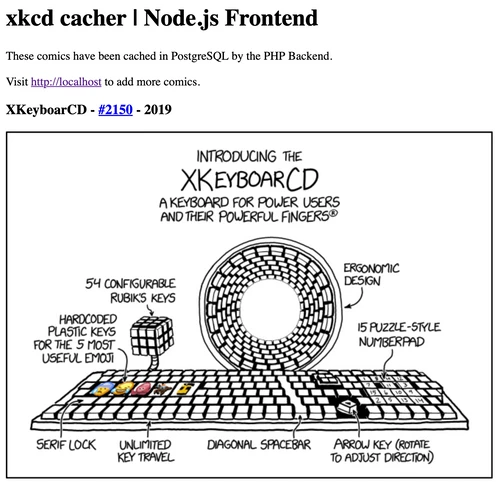 xkcd cacher | Node.js Frontend
These comics have been cached in PostgreSQL by the PHP Backend.
Visit http://localhost to add more comics.
XKeyboarCD - #2150 - 2019
INTRODUCING THE
XKEYBOARCD
A KEYBOARD FOR POWER USERS
AND THEIR POWERFUL FINGERS®
54 CONFIGURABLE
RUBIK'S KEYS
ERGONOMIC
DESIGN
HARDCODED
PLASTIC KEYS
FOR THE 5 MOST
USEFUL EMOJI
15 PUZZLE-STYLE
NUMBERPAD
SERIF LOCK
UNLIMITED
KEY TRAVEL
DIAGONAL SPACEBAR
ARROW KEY (ROTATE
TO ADJUST DIRECTION)